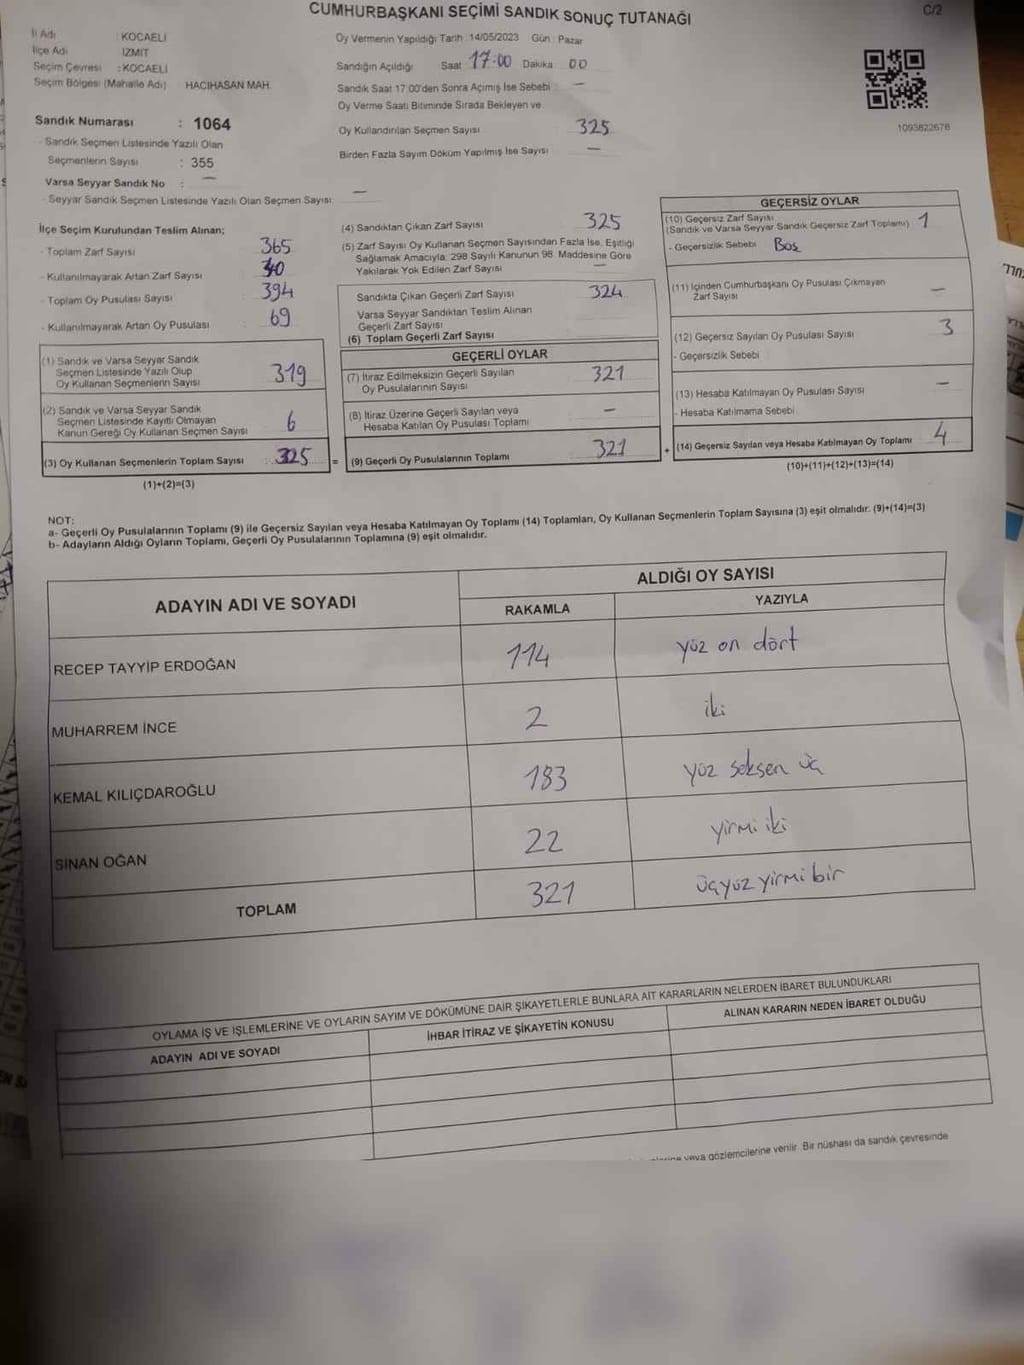 CUMHURBAŞKANI SEÇİMİ SANDIK SONUÇ TUTANAĞI
C/2
İl Adı : KOCAELİ
İlçe Adı : İZMİT
Seçim Çevresi : KOCAELİ
Seçim Bölgesi (Mahalle Adı) HACIHASAN MAH.
Sandık Numarası : 1064
- Sandık Seçmen Listesinde Yazılı Olan
Seçmenlerin Sayısı : 355
Varsa Seyyar Sandık No : —
- Seyyar Sandık Seçmen Listesinde Yazılı Olan Seçmen Sayısı: —
Oy Vermenin Yapıldığı Tarih :14/05/2023 Gün : Pazar
Sandığın Açıldığı Saat 17:00 Dakika 00
Sandık Saat 17:00'den Sonra Açımış İse Sebebi : —
Oy Verme Saati Bitiminde Sırada Bekleyen ve
Oy Kullandırılan Seçmen Sayısı 325
Birden Fazla Sayım Döküm Yapılmış İse Sayısı —
1093822678
İlçe Seçim Kurulundan Teslim Alınan;
- Toplam Zarf Sayısı 365
- Kullanılmayarak Artan Zarf Sayısı 40
- Toplam Oy Pusulası Sayısı 394
- Kullanılmayarak Artan Oy Pusulası 69
(1) Sandık ve Varsa Seyyar Sandık
Seçmen Listesinde Yazılı Olup
Oy Kullanan Seçmenlerin Sayısı 319
(2) Sandık ve Varsa Seyyar Sandık
Seçmen Listesinde Kayıtlı Olmayan
Kanun Gereği Oy Kullanan Seçmen Sayısı 6
(3) Oy Kullanan Seçmenlerin Toplam Sayısı : 325
(1)+(2)=(3)
(4) Sandıktan Çıkan Zarf Sayısı 325
(5) Zarf Sayısı Oy Kullanan Seçmen Sayısından Fazla İse, Eşitliği
Sağlamak Amacıyla; 298 Sayılı Kanunun 98. Maddesine Göre
Yakılarak Yok Edilen Zarf Sayısı —
Sandıkta Çıkan Geçerli Zarf Sayısı 324
Varsa Seyyar Sandıktan Teslim Alınan
Geçerli Zarf Sayısı
(6) Toplam Geçerli Zarf Sayısı
GEÇERLİ OYLAR
(7) İtiraz Edilmeksizin Geçerli Sayılan
Oy Pusulalarının Sayısı 321
(8) İtiraz Üzerine Geçerli Sayılan veya
Hesaba Katılan Oy Pusulası Toplamı —
= (9) Geçerli Oy Pusulalarının Toplamı 321
GEÇERSİZ OYLAR
(10) Geçersiz Zarf Sayısı
(Sandık ve Varsa Seyyar Sandık Geçersiz Zarf Toplamı) 1
- Geçersizlik Sebebi Boş
(11) İçinden Cumhurbaşkanı Oy Pusulası Çıkmayan
Zarf Sayısı —
(12) Geçersiz Sayılan Oy Pusulası Sayısı 3
- Geçersizlik Sebebi
(13) Hesaba Katılmayan Oy Pusulası Sayısı —
- Hesaba Katılmama Sebebi
+ (14) Geçersiz Sayılan veya Hesaba Katılmayan Oy Toplamı 4
(10)+(11)+(12)+(13)=(14)
NOT:
a- Geçerli Oy Pusulalarının Toplamı (9) ile Geçersiz Sayılan veya Hesaba Katılmayan Oy Toplamı (14) Toplamları, Oy Kullanan Seçmenlerin Toplam Sayısına (3) eşit olmalıdır. (9)+(14)=(3)
b- Adayların Aldığı Oyların Toplamı, Geçerli Oy Pusulalarının Toplamına (9) eşit olmalıdır.
ADAYIN ADI VE SOYADI ALDIĞI OY SAYISI
RAKAMLA YAZIYLA
RECEP TAYYİP ERDOĞAN 114 yüz on dört
MUHARREM İNCE 2 iki
KEMAL KILIÇDAROĞLU 183 yüz seksen üç
SİNAN OĞAN 22 yirmi iki
TOPLAM 321 üçyüz yirmi bir
OYLAMA İŞ VE İŞLEMLERİNE VE OYLARIN SAYIM VE DÖKÜMÜNE DAİR ŞİKAYETLERLE BUNLARA AİT KARARLARIN NELERDEN İBARET BULUNDUKLARI
ADAYIN ADI VE SOYADI İHBAR İTİRAZ VE ŞİKAYETİN KONUSU ALINAN KARARIN NEDEN İBARET OLDUĞU
veya gözlemcilerine verilir. Bir nüshası da sandık çevresinde